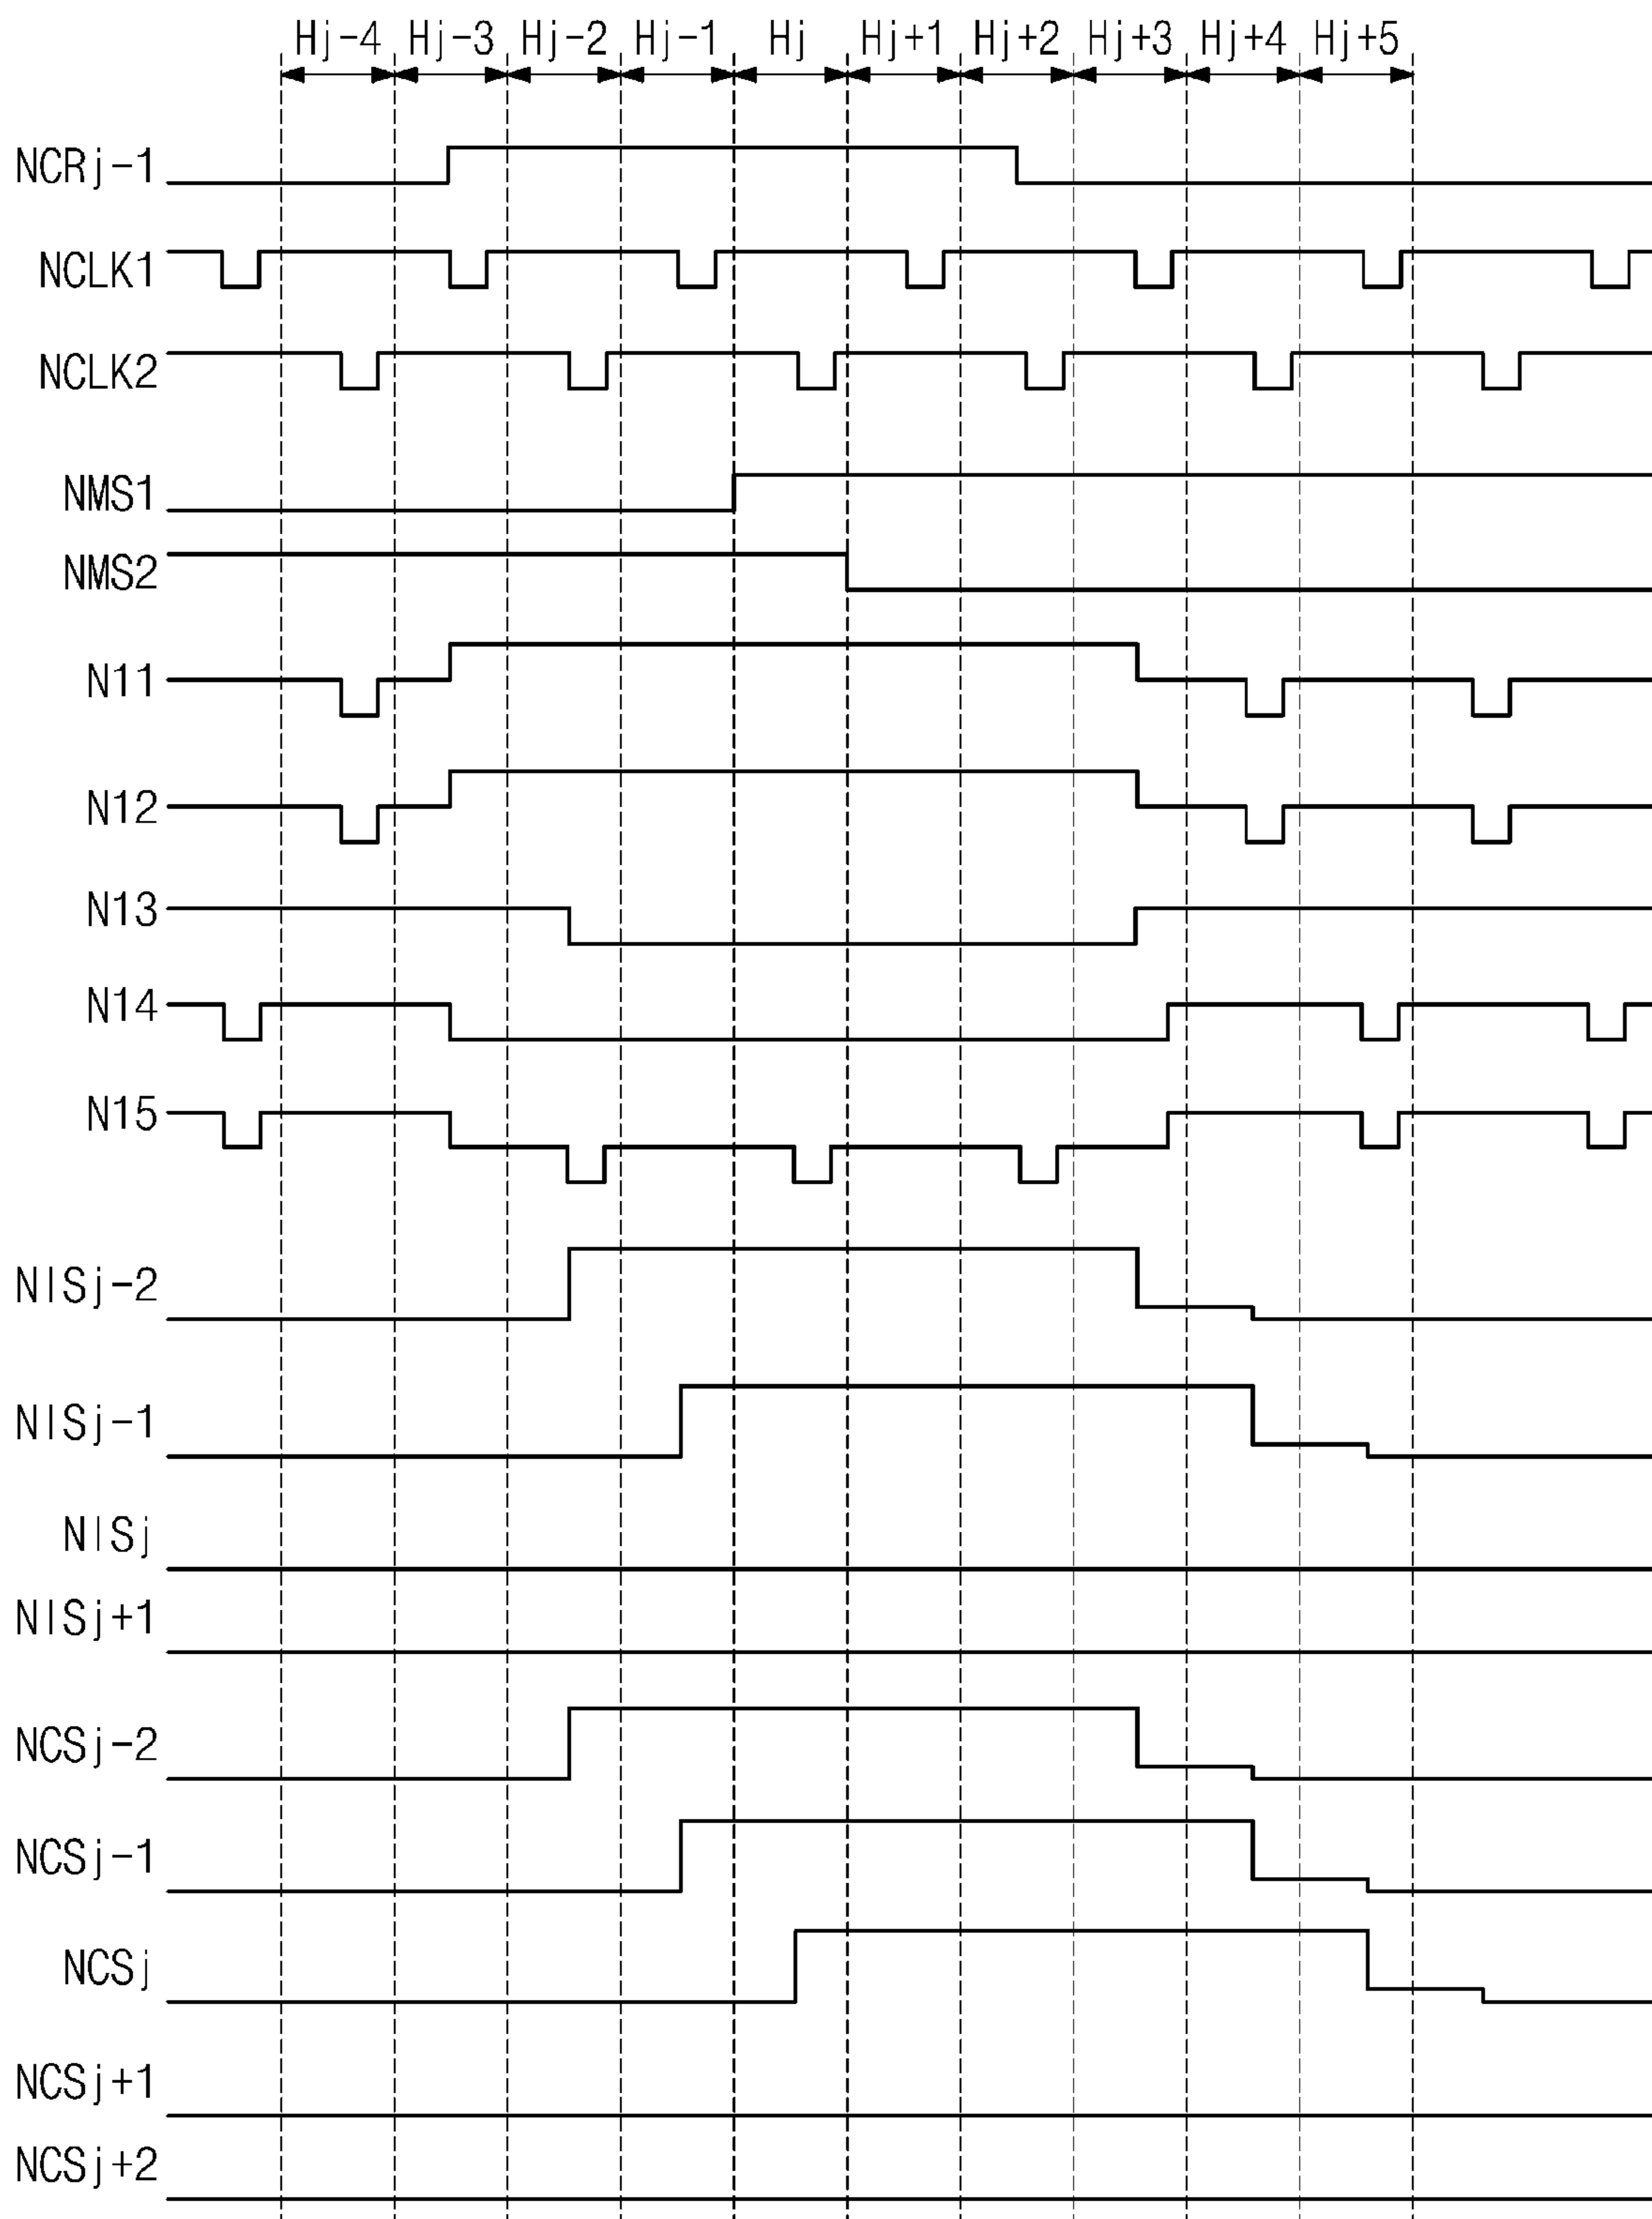 Hj-4 Hj-3 Hj-2 Hj-1 Hj Hj+1 Hj+2 Hj+3 Hj+4 Hj+5
NCRj-1
NCLK1
NCLK2
NMS1
NMS2
N11
N12
N13
N14
N15
NISj-2
NISj-1
NISj
NISj+1
NCSj-2
NCSj-1
NCSj
NCSj+1
NCSj+2